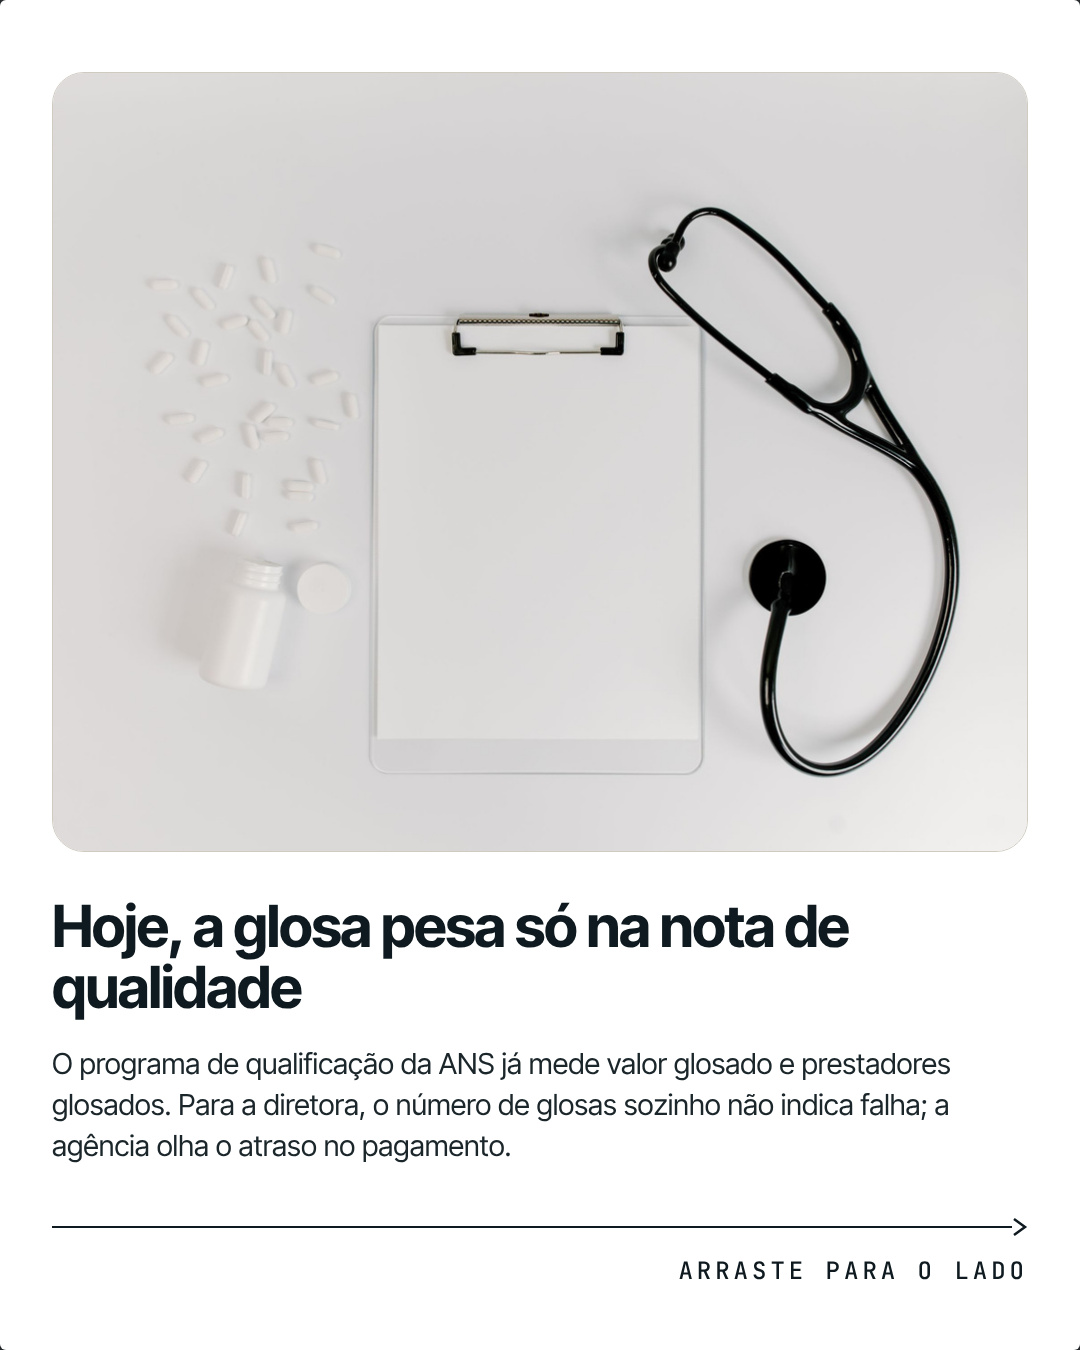 Hoje, a glosa pesa só na nota de
qualidade
O programa de qualificação da ANS já mede valor glosado e prestadores
glosados. Para a diretora, o número de glosas sozinho não indica falha; a
agência olha o atraso no pagamento.
ARRASTE PARA O LADO